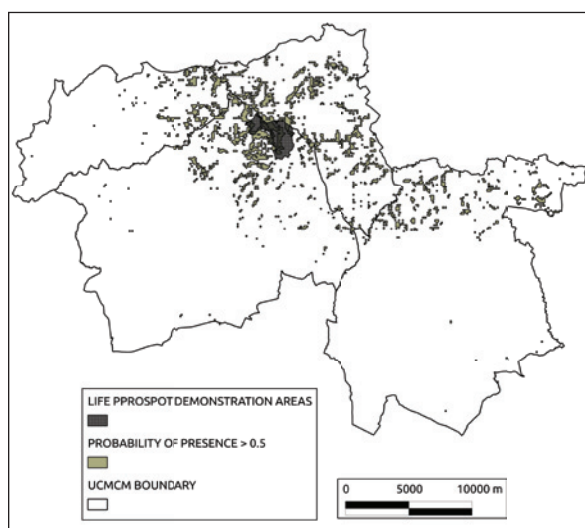 LIFE PPROSPOT DEMONSTRATION AREAS
PROBABILITY OF PRESENCE > 0.5
UCMCM BOUNDARY
0 5000 10000 m